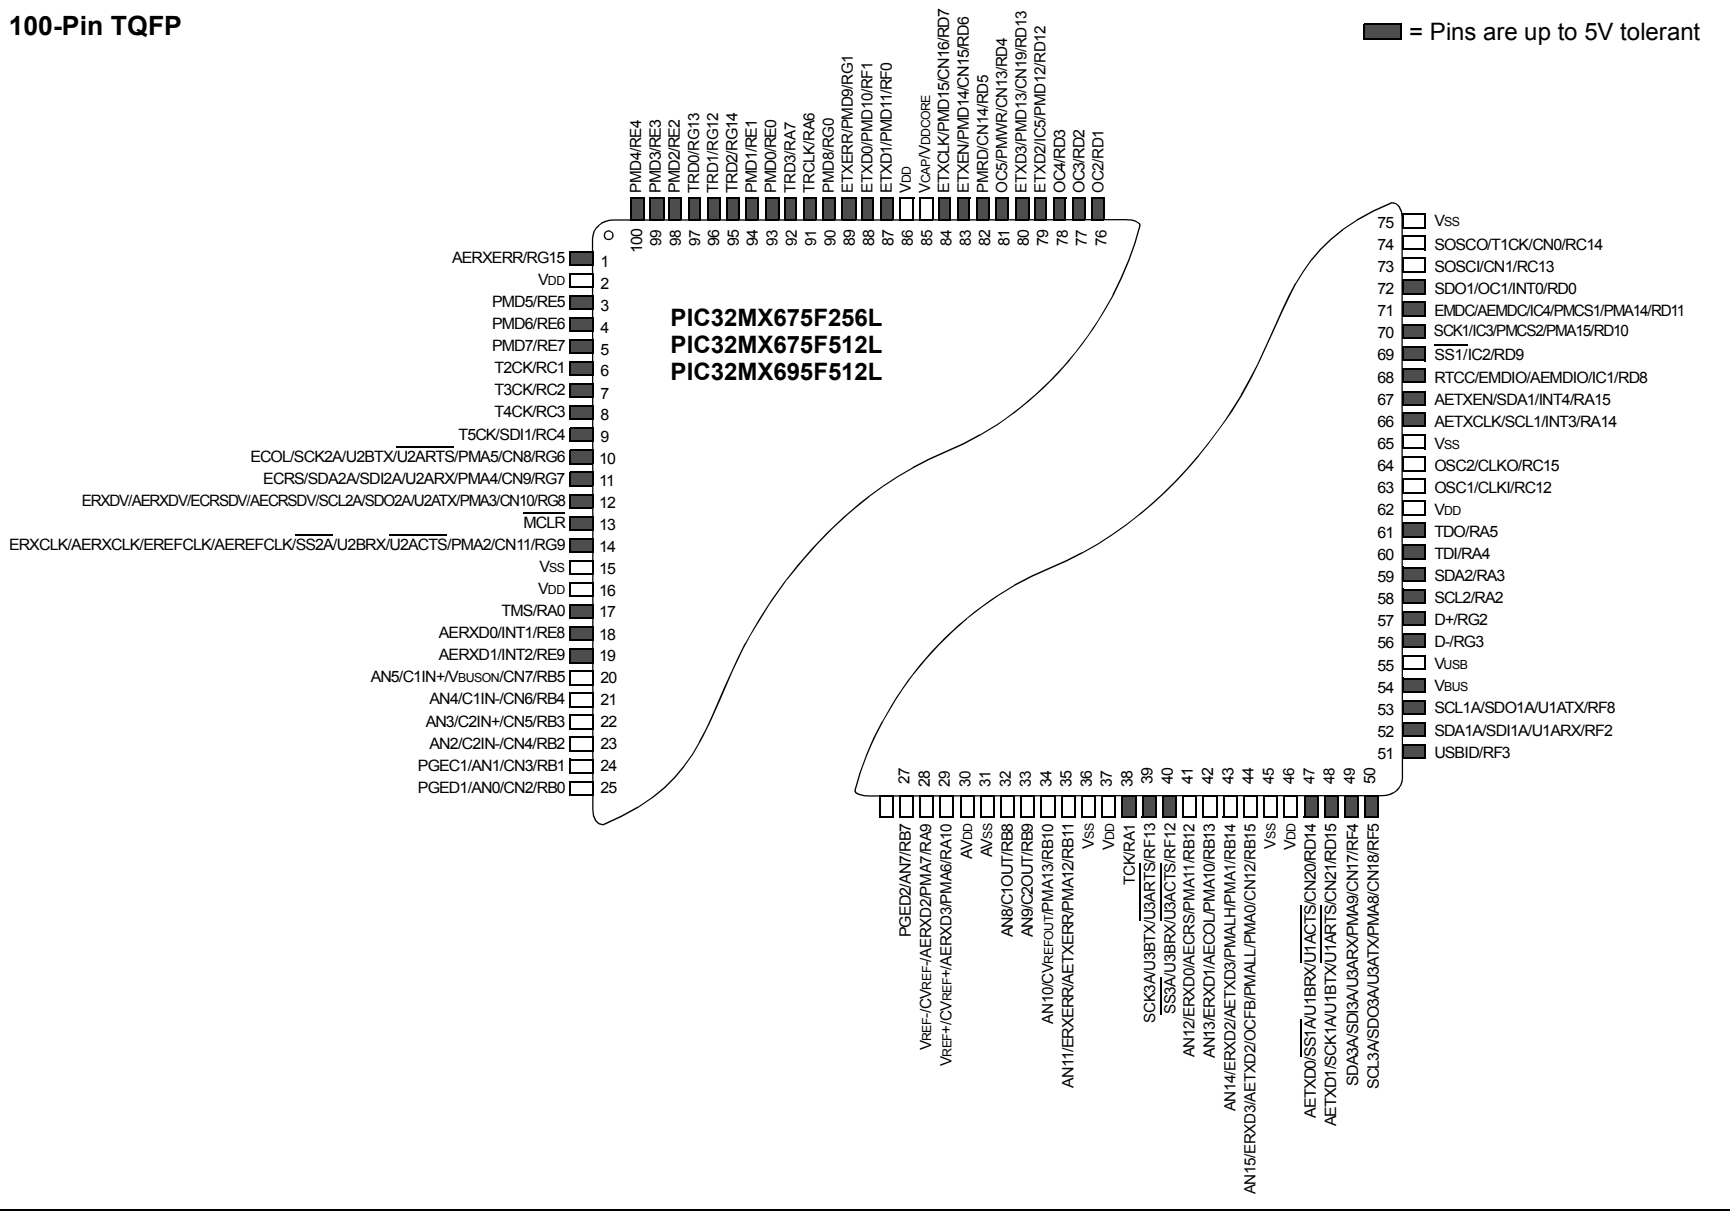 100-Pin TQFP
= Pins are up to 5V tolerant
PIC32MX675F256L
PIC32MX675F512L
PIC32MX695F512L
100 PMD4/RE4
99 PMD3/RE3
98 PMD2/RE2
97 TRD0/RG13
96 TRD1/RG12
95 TRD2/RG14
94 PMD1/RE1
93 PMD0/RE0
92 TRD3/RA7
91 TRCLK/RA6
90 PMD8/RG0
89 ETXERR/PMD9/RG1
88 ETXD0/PMD10/RF1
87 ETXD1/PMD11/RF0
86 VDD
85 VCAP/VDDCORE
84 ETXCLK/PMD15/CN16/RD7
83 ETXEN/PMD14/CN15/RD6
82 PMRD/CN14/RD5
81 OC5/PMWR/CN13/RD4
80 ETXD3/PMD13/CN19/RD13
79 ETXD2/IC5/PMD12/RD12
78 OC4/RD3
77 OC3/RD2
76 OC2/RD1
AERXERR/RG15 1
VDD 2
PMD5/RE5 3
PMD6/RE6 4
PMD7/RE7 5
T2CK/RC1 6
T3CK/RC2 7
T4CK/RC3 8
T5CK/SDI1/RC4 9
ECOL/SCK2A/U2BTX/U2ARTS/PMA5/CN8/RG6 10
ECRS/SDA2A/SDI2A/U2ARX/PMA4/CN9/RG7 11
ERXDV/AERXDV/ECRSDV/AECRSDV/SCL2A/SDO2A/U2ATX/PMA3/CN10/RG8 12
MCLR 13
ERXCLK/AERXCLK/EREFCLK/AEREFCLK/SS2A/U2BRX/U2ACTS/PMA2/CN11/RG9 14
VSS 15
VDD 16
TMS/RA0 17
AERXD0/INT1/RE8 18
AERXD1/INT2/RE9 19
AN5/C1IN+/VBUSON/CN7/RB5 20
AN4/C1IN-/CN6/RB4 21
AN3/C2IN+/CN5/RB3 22
AN2/C2IN-/CN4/RB2 23
PGEC1/AN1/CN3/RB1 24
PGED1/AN0/CN2/RB0 25
75 VSS
74 SOSCO/T1CK/CN0/RC14
73 SOSCI/CN1/RC13
72 SDO1/OC1/INT0/RD0
71 EMDC/AEMDC/IC4/PMCS1/PMA14/RD11
70 SCK1/IC3/PMCS2/PMA15/RD10
69 SS1/IC2/RD9
68 RTCC/EMDIO/AEMDIO/IC1/RD8
67 AETXEN/SDA1/INT4/RA15
66 AETXCLK/SCL1/INT3/RA14
65 VSS
64 OSC2/CLKO/RC15
63 OSC1/CLKI/RC12
62 VDD
61 TDO/RA5
60 TDI/RA4
59 SDA2/RA3
58 SCL2/RA2
57 D+/RG2
56 D-/RG3
55 VUSB
54 VBUS
53 SCL1A/SDO1A/U1ATX/RF8
52 SDA1A/SDI1A/U1ARX/RF2
51 USBID/RF3
27 PGED2/AN7/RB7
28 VREF-/CVREF-/AERXD2/PMA7/RA9
29 VREF+/CVREF+/AERXD3/PMA6/RA10
30 AVDD
31 AVSS
32 AN8/C1OUT/RB8
33 AN9/C2OUT/RB9
34 AN10/CVREFOUT/PMA13/RB10
35 AN11/ERXERR/AETXERR/PMA12/RB11
36 VSS
37 VDD
38 TCK/RA1
39 SCK3A/U3BTX/U3ARTS/RF13
40 SS3A/U3BRX/U3ACTS/RF12
41 AN12/ERXD0/AECRS/PMA11/RB12
42 AN13/ERXD1/AECOL/PMA10/RB13
43 AN14/ERXD2/AETXD3/PMALH/PMA1/RB14
44 AN15/ERXD3/AETXD2/OCFB/PMALL/PMA0/CN12/RB15
45 VSS
46 VDD
47 AETXD0/SS1A/U1BRX/U1ACTS/CN20/RD14
48 AETXD1/SCK1A/U1BTX/U1ARTS/CN21/RD15
49 SDA3A/SDI3A/U3ARX/PMA9/CN17/RF4
50 SCL3A/SDO3A/U3ATX/PMA8/CN18/RF5